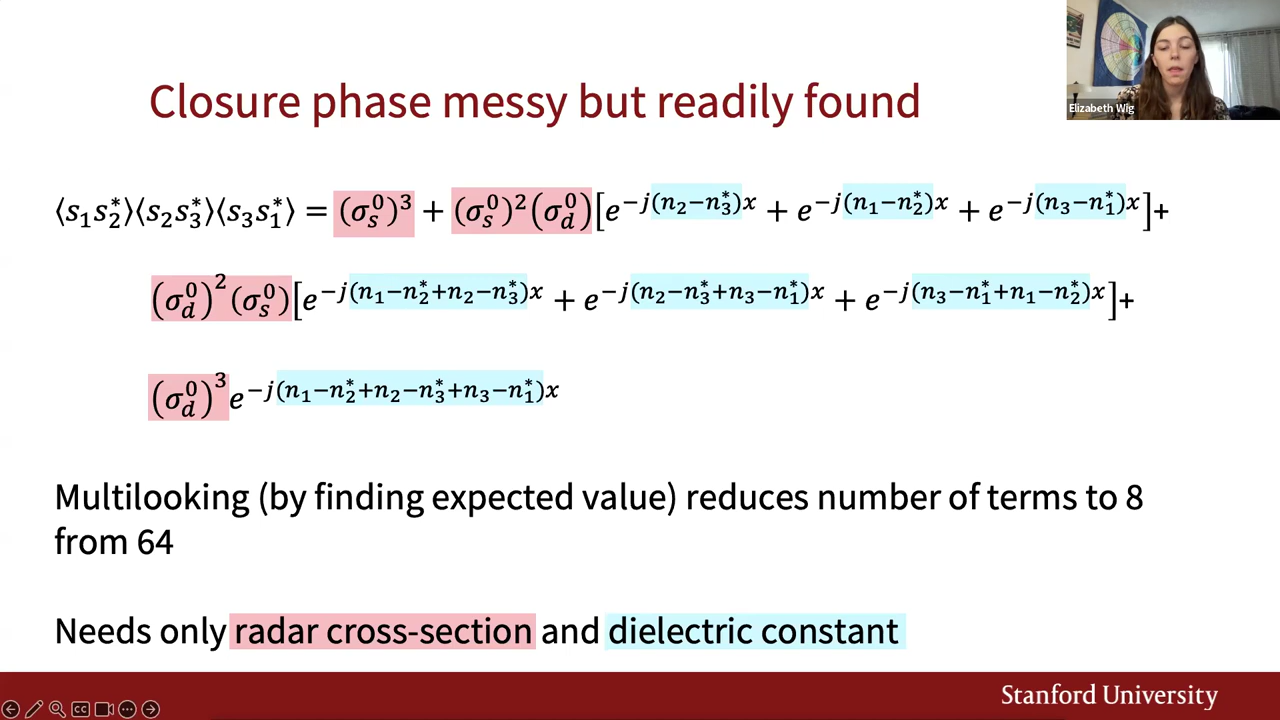 Elizabeth Wig
Closure phase messy but readily found
⟨s₁s₂*⟩⟨s₂s₃*⟩⟨s₃s₁*⟩ = (σₛ⁰)³ + (σₛ⁰)²(σ_d⁰)[e^{−j(n₂−n₃*)x} + e^{−j(n₁−n₂*)x} + e^{−j(n₃−n₁*)x}]+
(σ_d⁰)²(σₛ⁰)[e^{−j(n₁−n₂*+n₂−n₃*)x} + e^{−j(n₂−n₃*+n₃−n₁*)x} + e^{−j(n₃−n₁*+n₁−n₂*)x}]+
(σ_d⁰)³e^{−j(n₁−n₂*+n₂−n₃*+n₃−n₁*)x}
Multilooking (by finding expected value) reduces number of terms to 8
from 64
Needs only radar cross-section and dielectric constant
Stanford University
CC